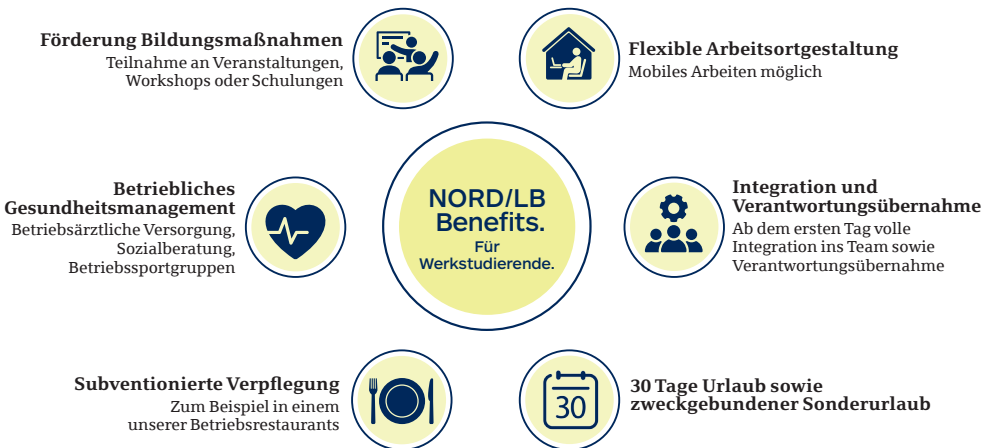 Förderung Bildungsmaßnahmen
Teilnahme an Veranstaltungen,
Workshops oder Schulungen
Flexible Arbeitsortgestaltung
Mobiles Arbeiten möglich
Betriebliches
Gesundheitsmanagement
Betriebsärztliche Versorgung,
Sozialberatung,
Betriebssportgruppen
NORD/LB
Benefits.
Für
Werkstudierende.
Integration und
Verantwortungsübernahme
Ab dem ersten Tag volle
Integration ins Team sowie
Verantwortungsübernahme
Subventionierte Verpflegung
Zum Beispiel in einem
unserer Betriebsrestaurants
30
30 Tage Urlaub sowie
zweckgebundener Sonderurlaub